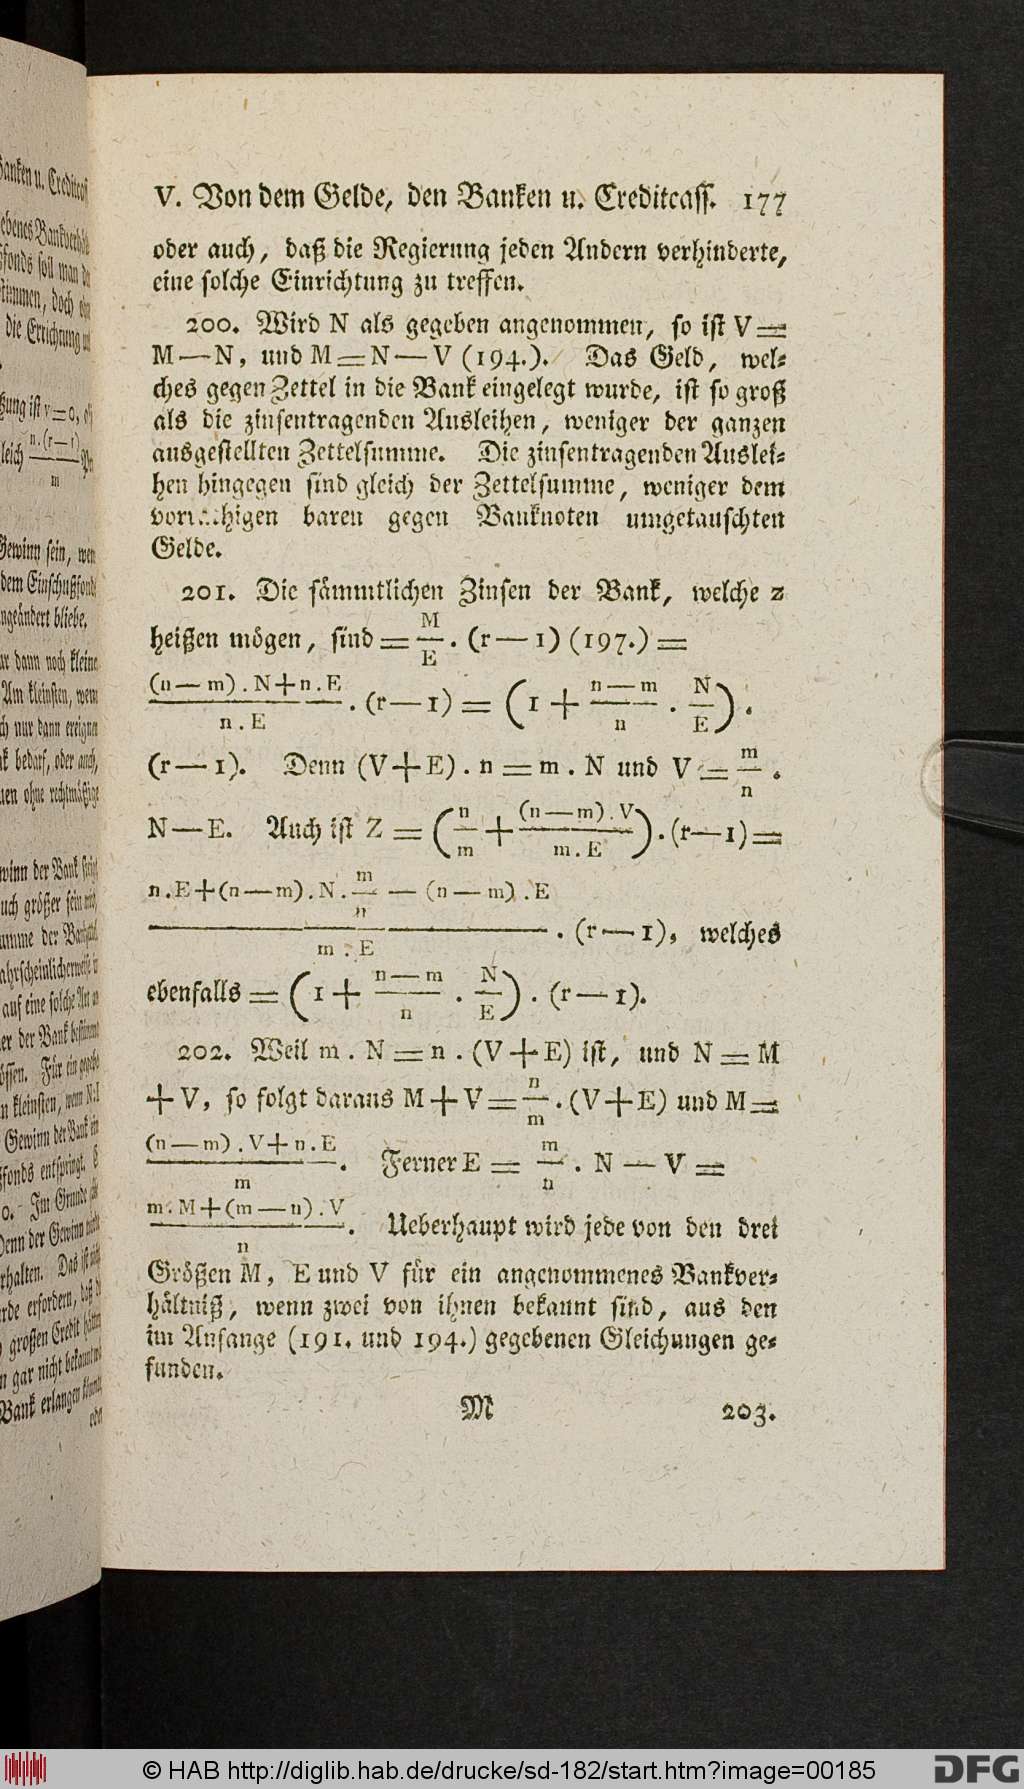 V. Von dem Gelde, den Banken u. Creditcass. 177
oder auch, daß die Regierung jeden Andern verhinderte,
eine solche Einrichtung zu treffen.
200. Wird N als gegeben angenommen, so ist V =
M — N, und M = N — V (194.). Das Geld, wel-
ches gegen Zettel in die Bank eingelegt wurde, ist so groß
als die zinsentragenden Ausleihen, weniger der ganzen
ausgestellten Zettelsumme. Die zinsentragenden Auslei-
hen hingegen sind gleich der Zettelsumme, weniger dem
baren gegen Banknoten umgetauschten
Gelde.
201. Die sämmtlichen Zinsen der Bank, welche z
heißen mögen, sind = M/E . (r — 1) (197.) =
((n — m) . N + n . E)/(n . E) . (r — 1) = (1 + (n — m)/n . N/E) .
(r — 1). Denn (V + E) . n = m . N und V = m/n .
N — E. Auch ist Z = (n/m + ((n — m) . V)/(m . E)) . (r — 1) =
(n . E + (n — m) . N . m/n — (n — m) . E)/(m . E) . (r — 1), welches
ebenfalls = (1 + (n — m)/n . N/E) . (r — 1).
202. Weil m . N = n . (V + E) ist, und N = M
+ V, so folgt daraus M + V = n/m . (V + E) und M =
((n — m) . V + n . E)/m . Ferner E = m/n . N — V =
(m . M + (m — n) . V)/n . Ueberhaupt wird jede von den drei
Größen M, E und V für ein angenommenes Bankver-
hältniß, wenn zwei von ihnen bekannt sind, aus den
im Anfange (191. und 194.) gegebenen Gleichungen ge-
funden.
M 203.
© HAB http://diglib.hab.de/drucke/sd-182/start.htm?image=00185
DFG